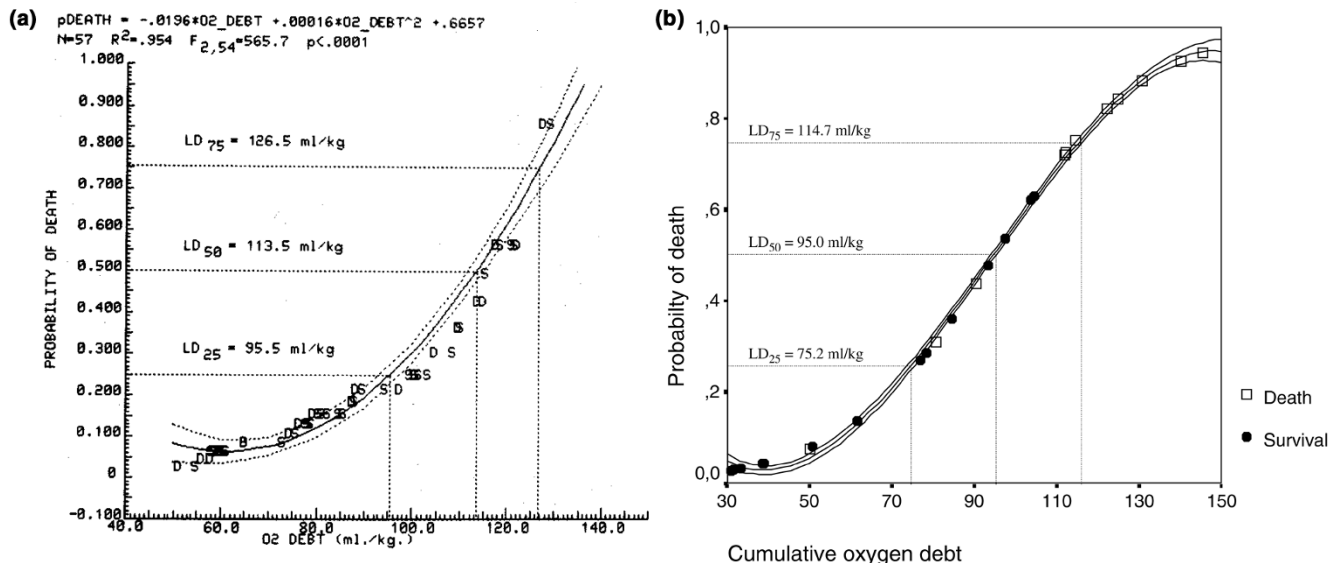 (a)
pDEATH = -.0196*O2_DEBT +.00016*O2_DEBT^2 +.6657
N=57 R2=.954 F2,54=565.7 p<.0001
1.000
0.900
0.800
0.700
0.600
0.500
0.400
0.300
0.200
0.100
0
-0.100
PROBABILITY OF DEATH
LD75 = 126.5 ml/kg
LD50 = 113.5 ml/kg
LD25 = 95.5 ml/kg
40.0 60.0 80.0 100.0 120.0 140.0
O2 DEBT (ml./kg.)
(b)
1,0
,8
,6
,4
,2
0,0
Probabilty of death
LD75 = 114.7 ml/kg
LD50 = 95.0 ml/kg
LD25 = 75.2 ml/kg
30 50 70 90 110 130 150
Cumulative oxygen debt
Death
Survival